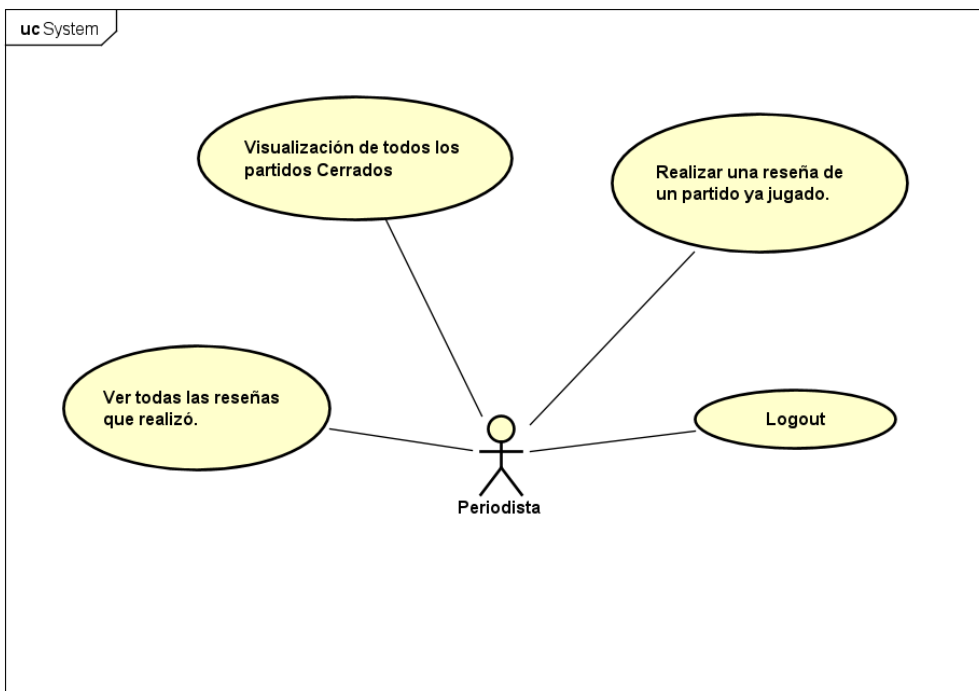 uc System
Visualización de todos los
partidos Cerrados
Realizar una reseña de
un partido ya jugado.
Ver todas las reseñas
que realizó.
Logout
Periodista